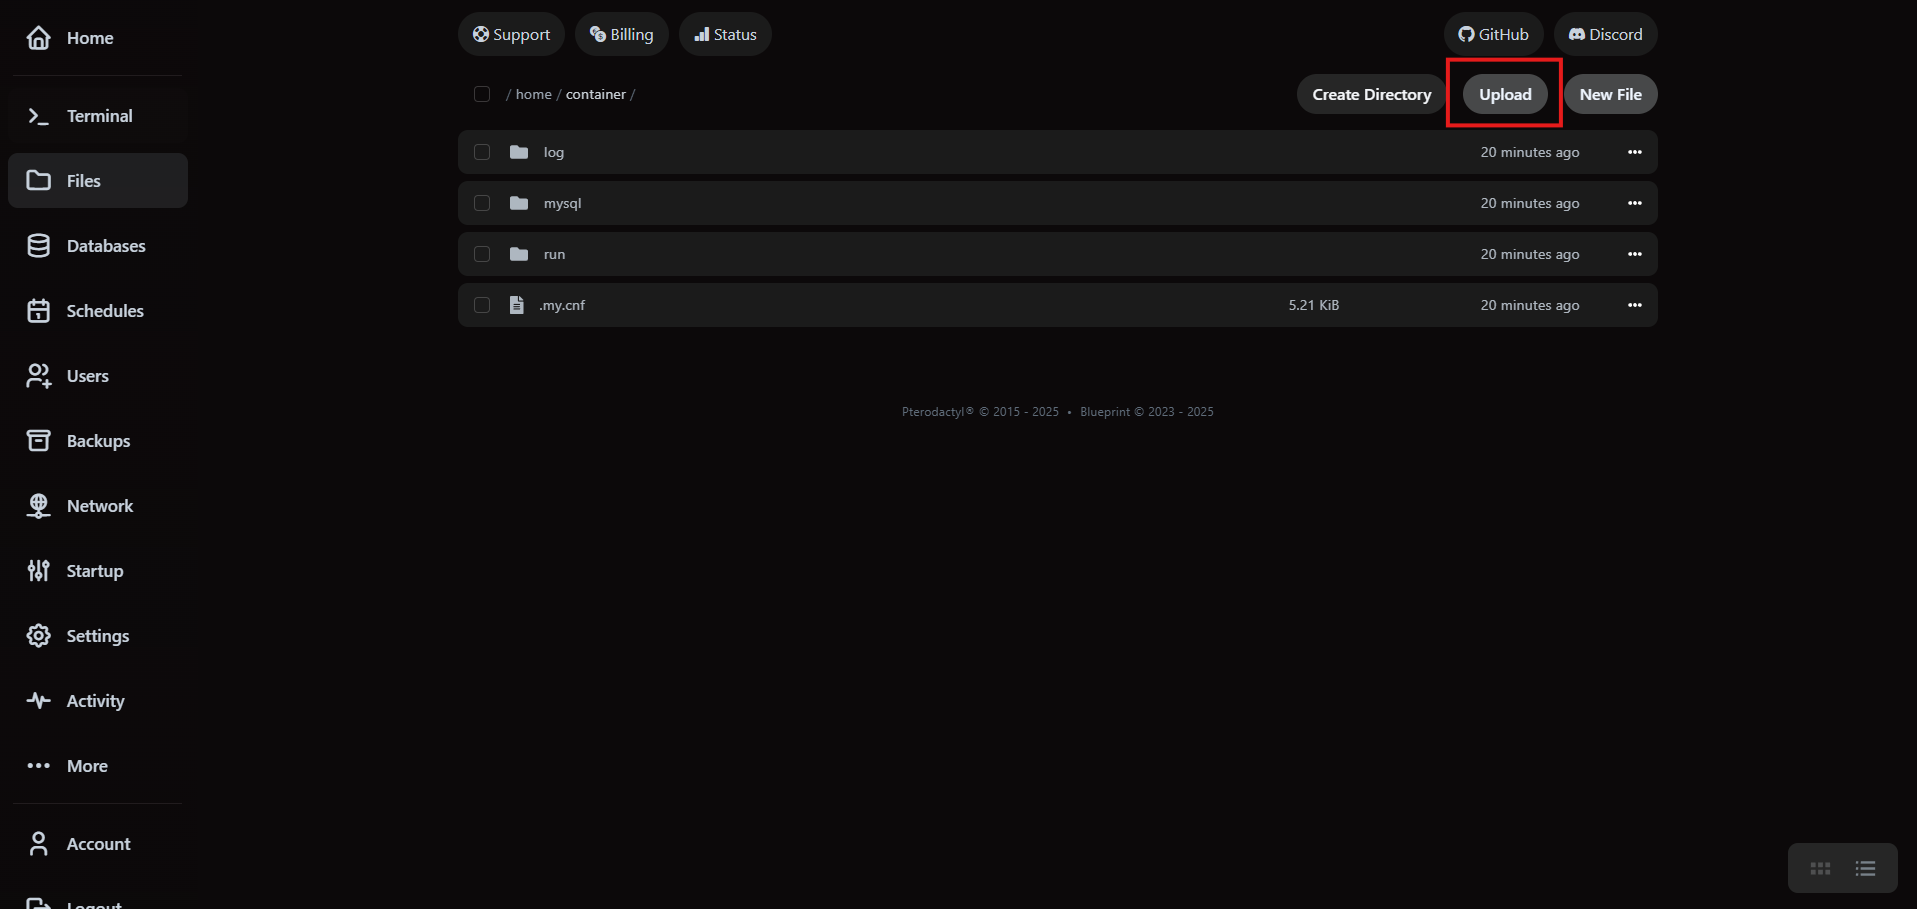 Home
Terminal
Files
Databases
Schedules
Users
Backups
Network
Startup
Settings
Activity
More
Account
Logout
Support Billing Status GitHub Discord
/ home / container / Create Directory Upload New File
log 20 minutes ago
mysql 20 minutes ago
run 20 minutes ago
.my.cnf 5.21 KiB 20 minutes ago
Pterodactyl® © 2015 - 2025 • Blueprint © 2023 - 2025